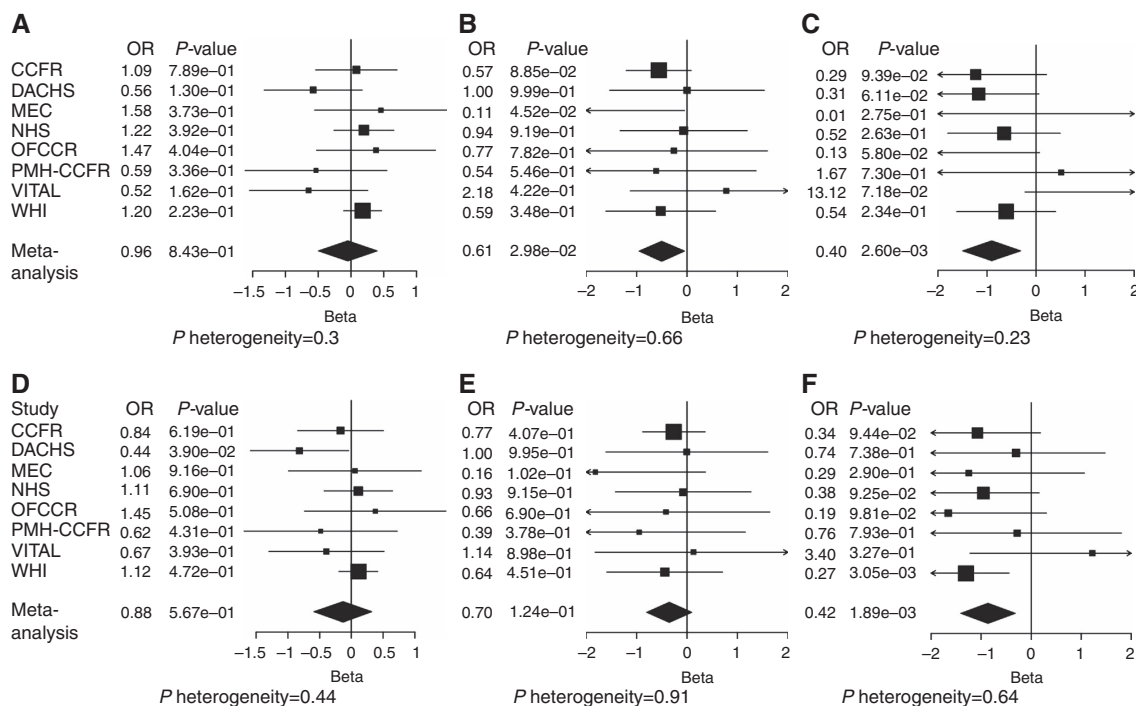 A
OR P-value
CCFR 1.09 7.89e–01
DACHS 0.56 1.30e–01
MEC 1.58 3.73e–01
NHS 1.22 3.92e–01
OFCCR 1.47 4.04e–01
PMH-CCFR 0.59 3.36e–01
VITAL 0.52 1.62e–01
WHI 1.20 2.23e–01
Meta-
analysis 0.96 8.43e–01
–1.5 –0.5 0 0.5 1
Beta
P heterogeneity=0.3
B
OR P-value
0.57 8.85e–02
1.00 9.99e–01
0.11 4.52e–02
0.94 9.19e–01
0.77 7.82e–01
0.54 5.46e–01
2.18 4.22e–01
0.59 3.48e–01
0.61 2.98e–02
–2 –1 0 1 2
Beta
P heterogeneity=0.66
C
OR P-value
0.29 9.39e–02
0.31 6.11e–02
0.01 2.75e–01
0.52 2.63e–01
0.13 5.80e–02
1.67 7.30e–01
13.12 7.18e–02
0.54 2.34e–01
0.40 2.60e–03
–2 –1 0 1 2
Beta
P heterogeneity=0.23
D
Study OR P-value
CCFR 0.84 6.19e–01
DACHS 0.44 3.90e–02
MEC 1.06 9.16e–01
NHS 1.11 6.90e–01
OFCCR 1.45 5.08e–01
PMH-CCFR 0.62 4.31e–01
VITAL 0.67 3.93e–01
WHI 1.12 4.72e–01
Meta-
analysis 0.88 5.67e–01
–1.5 –0.5 0 0.5 1
Beta
P heterogeneity=0.44
E
OR P-value
0.77 4.07e–01
1.00 9.95e–01
0.16 1.02e–01
0.93 9.15e–01
0.66 6.90e–01
0.39 3.78e–01
1.14 8.98e–01
0.64 4.51e–01
0.70 1.24e–01
–2 –1 0 1 2
Beta
P heterogeneity=0.91
F
OR P-value
0.34 9.44e–02
0.74 7.38e–01
0.29 2.90e–01
0.38 9.25e–02
0.19 9.81e–02
0.76 7.93e–01
3.40 3.27e–01
0.27 3.05e–03
0.42 1.89e–03
–2 –1 0 1 2
Beta
P heterogeneity=0.64